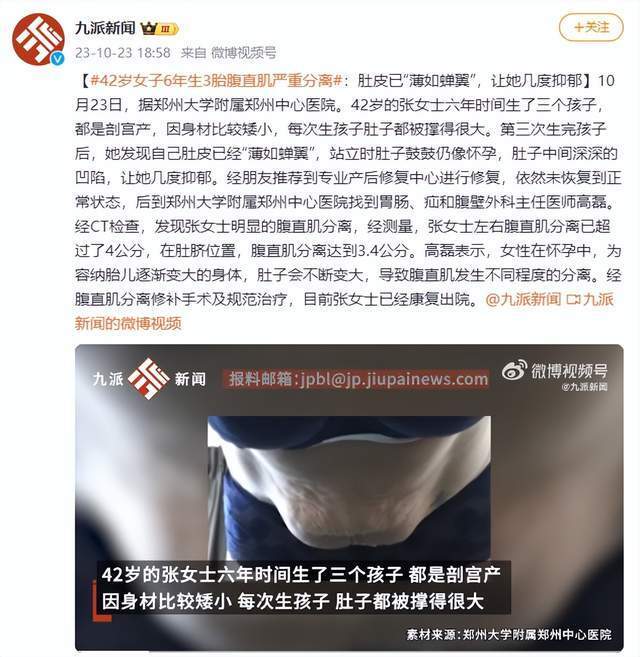 九派新闻 III
23-10-23 18:58 来自 微博视频号
+关注
#42岁女子6年生3胎腹直肌严重分离#：肚皮已“薄如蝉翼”，让她几度抑郁】10
月23日，据郑州大学附属郑州中心医院。42岁的张女士六年时间生了三个孩子，
都是剖宫产，因身材比较矮小，每次生孩子肚子都被撑得很大。第三次生完孩子
后，她发现自己肚皮已经“薄如蝉翼”，站立时肚子鼓鼓仍像怀孕，肚子中间深深的
凹陷，让她几度抑郁。经朋友推荐到专业产后修复中心进行修复，依然未恢复到正
常状态，后到郑州大学附属郑州中心医院找到胃肠、疝和腹壁外科主任医师高磊。
经CT检查，发现张女士明显的腹直肌分离，经测量，张女士左右腹直肌分离已超
过了4公分，在肚脐位置，腹直肌分离达到3.4公分。高磊表示，女性在怀孕中，为
容纳胎儿逐渐变大的身体，肚子会不断变大，导致腹直肌发生不同程度的分离。经
腹直肌分离修补手术及规范治疗，目前张女士已经康复出院。@九派新闻 九派
新闻的微博视频
九派 新闻
报料邮箱:jpbl@jp.jiupainews.com
微博视频号
@九派新闻
42岁的张女士六年时间生了三个孩子 都是剖宫产
因身材比较矮小 每次生孩子 肚子都被撑得很大
素材来源:郑州大学附属郑州中心医院